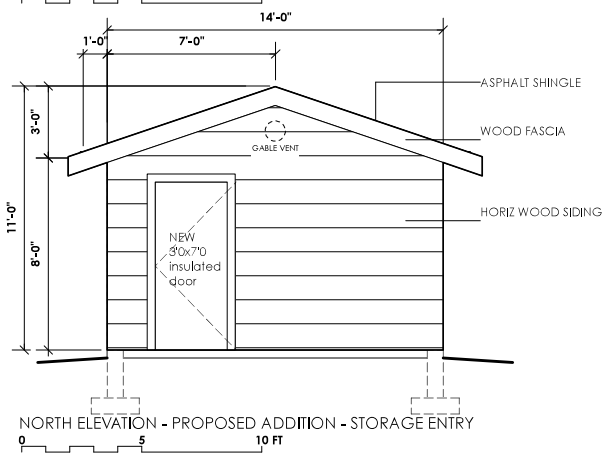 14'-0"
1'-0"
7'-0"
ASPHALT SHINGLE
3'-0"
WOOD FASCIA
GABLE VENT
11'-0"
HORIZ WOOD SIDING
8'-0"
NEW
3'0x7'0
insulated
door
NORTH ELEVATION - PROPOSED ADDITION - STORAGE ENTRY
0 5 10 FT